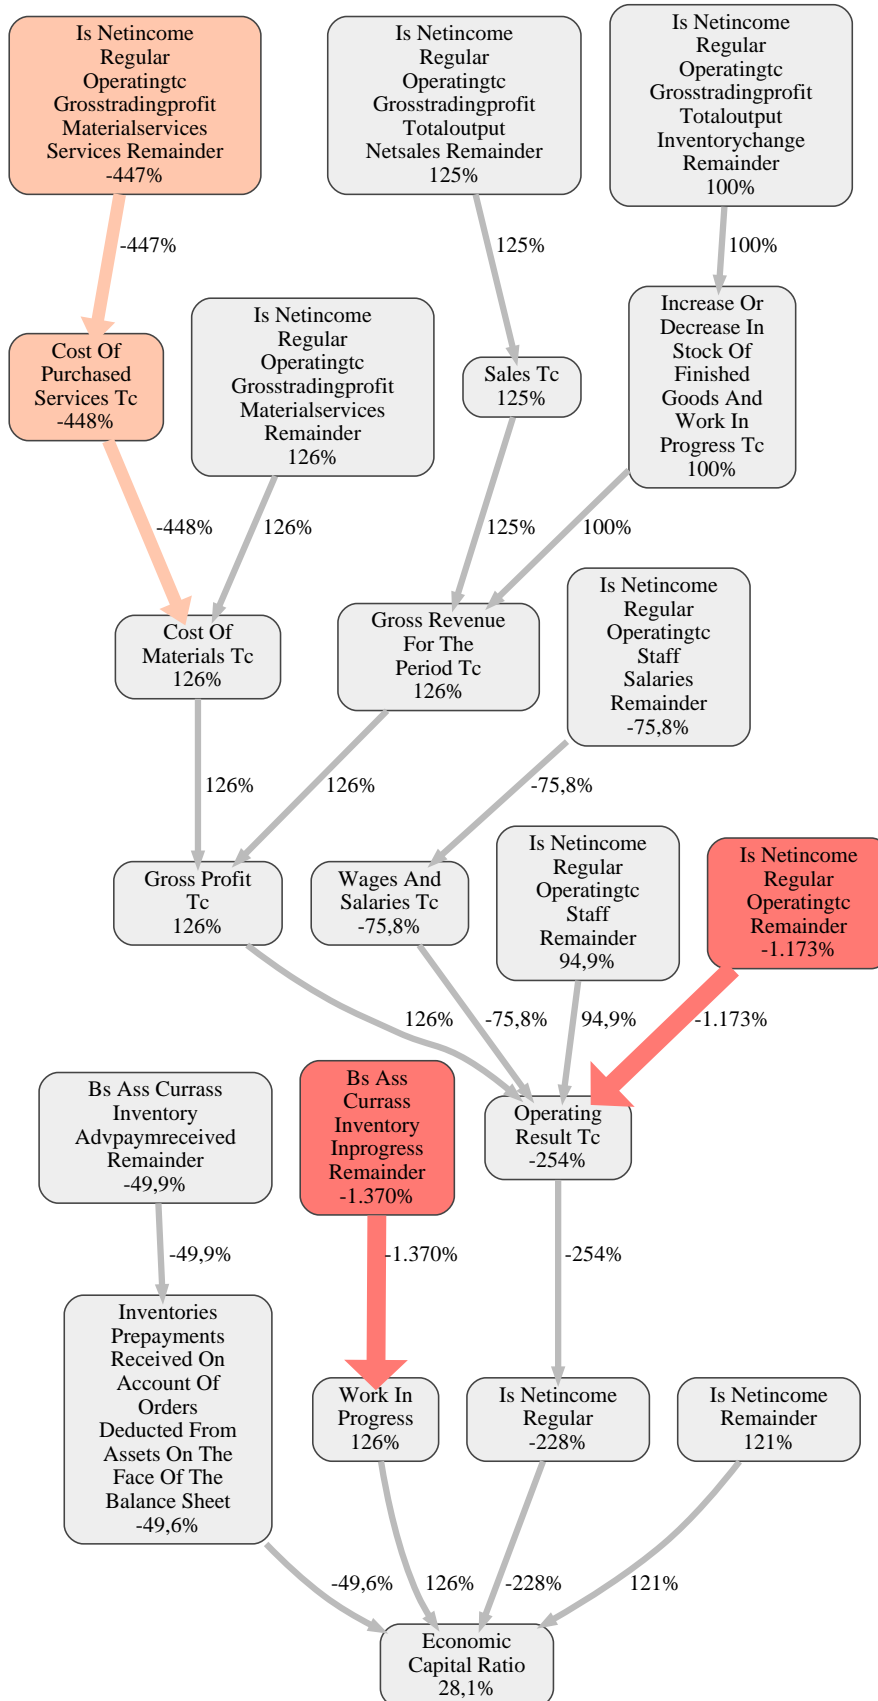 Is Netincome
Regular
Operatingtc
Grosstradingprofit
Materialservices
Services Remainder
-447%
Is Netincome
Regular
Operatingtc
Grosstradingprofit
Totaloutput
Netsales Remainder
125%
Is Netincome
Regular
Operatingtc
Grosstradingprofit
Totaloutput
Inventorychange
Remainder
100%
-447%
125%
100%
Cost Of
Purchased
Services Tc
-448%
Is Netincome
Regular
Operatingtc
Grosstradingprofit
Materialservices
Remainder
126%
Sales Tc
125%
Increase Or
Decrease In
Stock Of
Finished
Goods And
Work In
Progress Tc
100%
-448%
126%
125%
100%
Cost Of
Materials Tc
126%
Gross Revenue
For The
Period Tc
126%
Is Netincome
Regular
Operatingtc
Staff
Salaries
Remainder
-75,8%
126%
126%
-75,8%
Gross Profit
Tc
126%
Wages And
Salaries Tc
-75,8%
Is Netincome
Regular
Operatingtc
Staff
Remainder
94,9%
Is Netincome
Regular
Operatingtc
Remainder
-1.173%
126%
-75,8%
94,9%
-1.173%
Bs Ass Currass
Inventory
Advpaymreceived
Remainder
-49,9%
Bs Ass
Currass
Inventory
Inprogress
Remainder
-1.370%
Operating
Result Tc
-254%
-49,9%
-1.370%
-254%
Inventories
Prepayments
Received On
Account Of
Orders
Deducted From
Assets On The
Face Of The
Balance Sheet
-49,6%
Work In
Progress
126%
Is Netincome
Regular
-228%
Is Netincome
Remainder
121%
-49,6%
126%
-228%
121%
Economic
Capital Ratio
28,1%